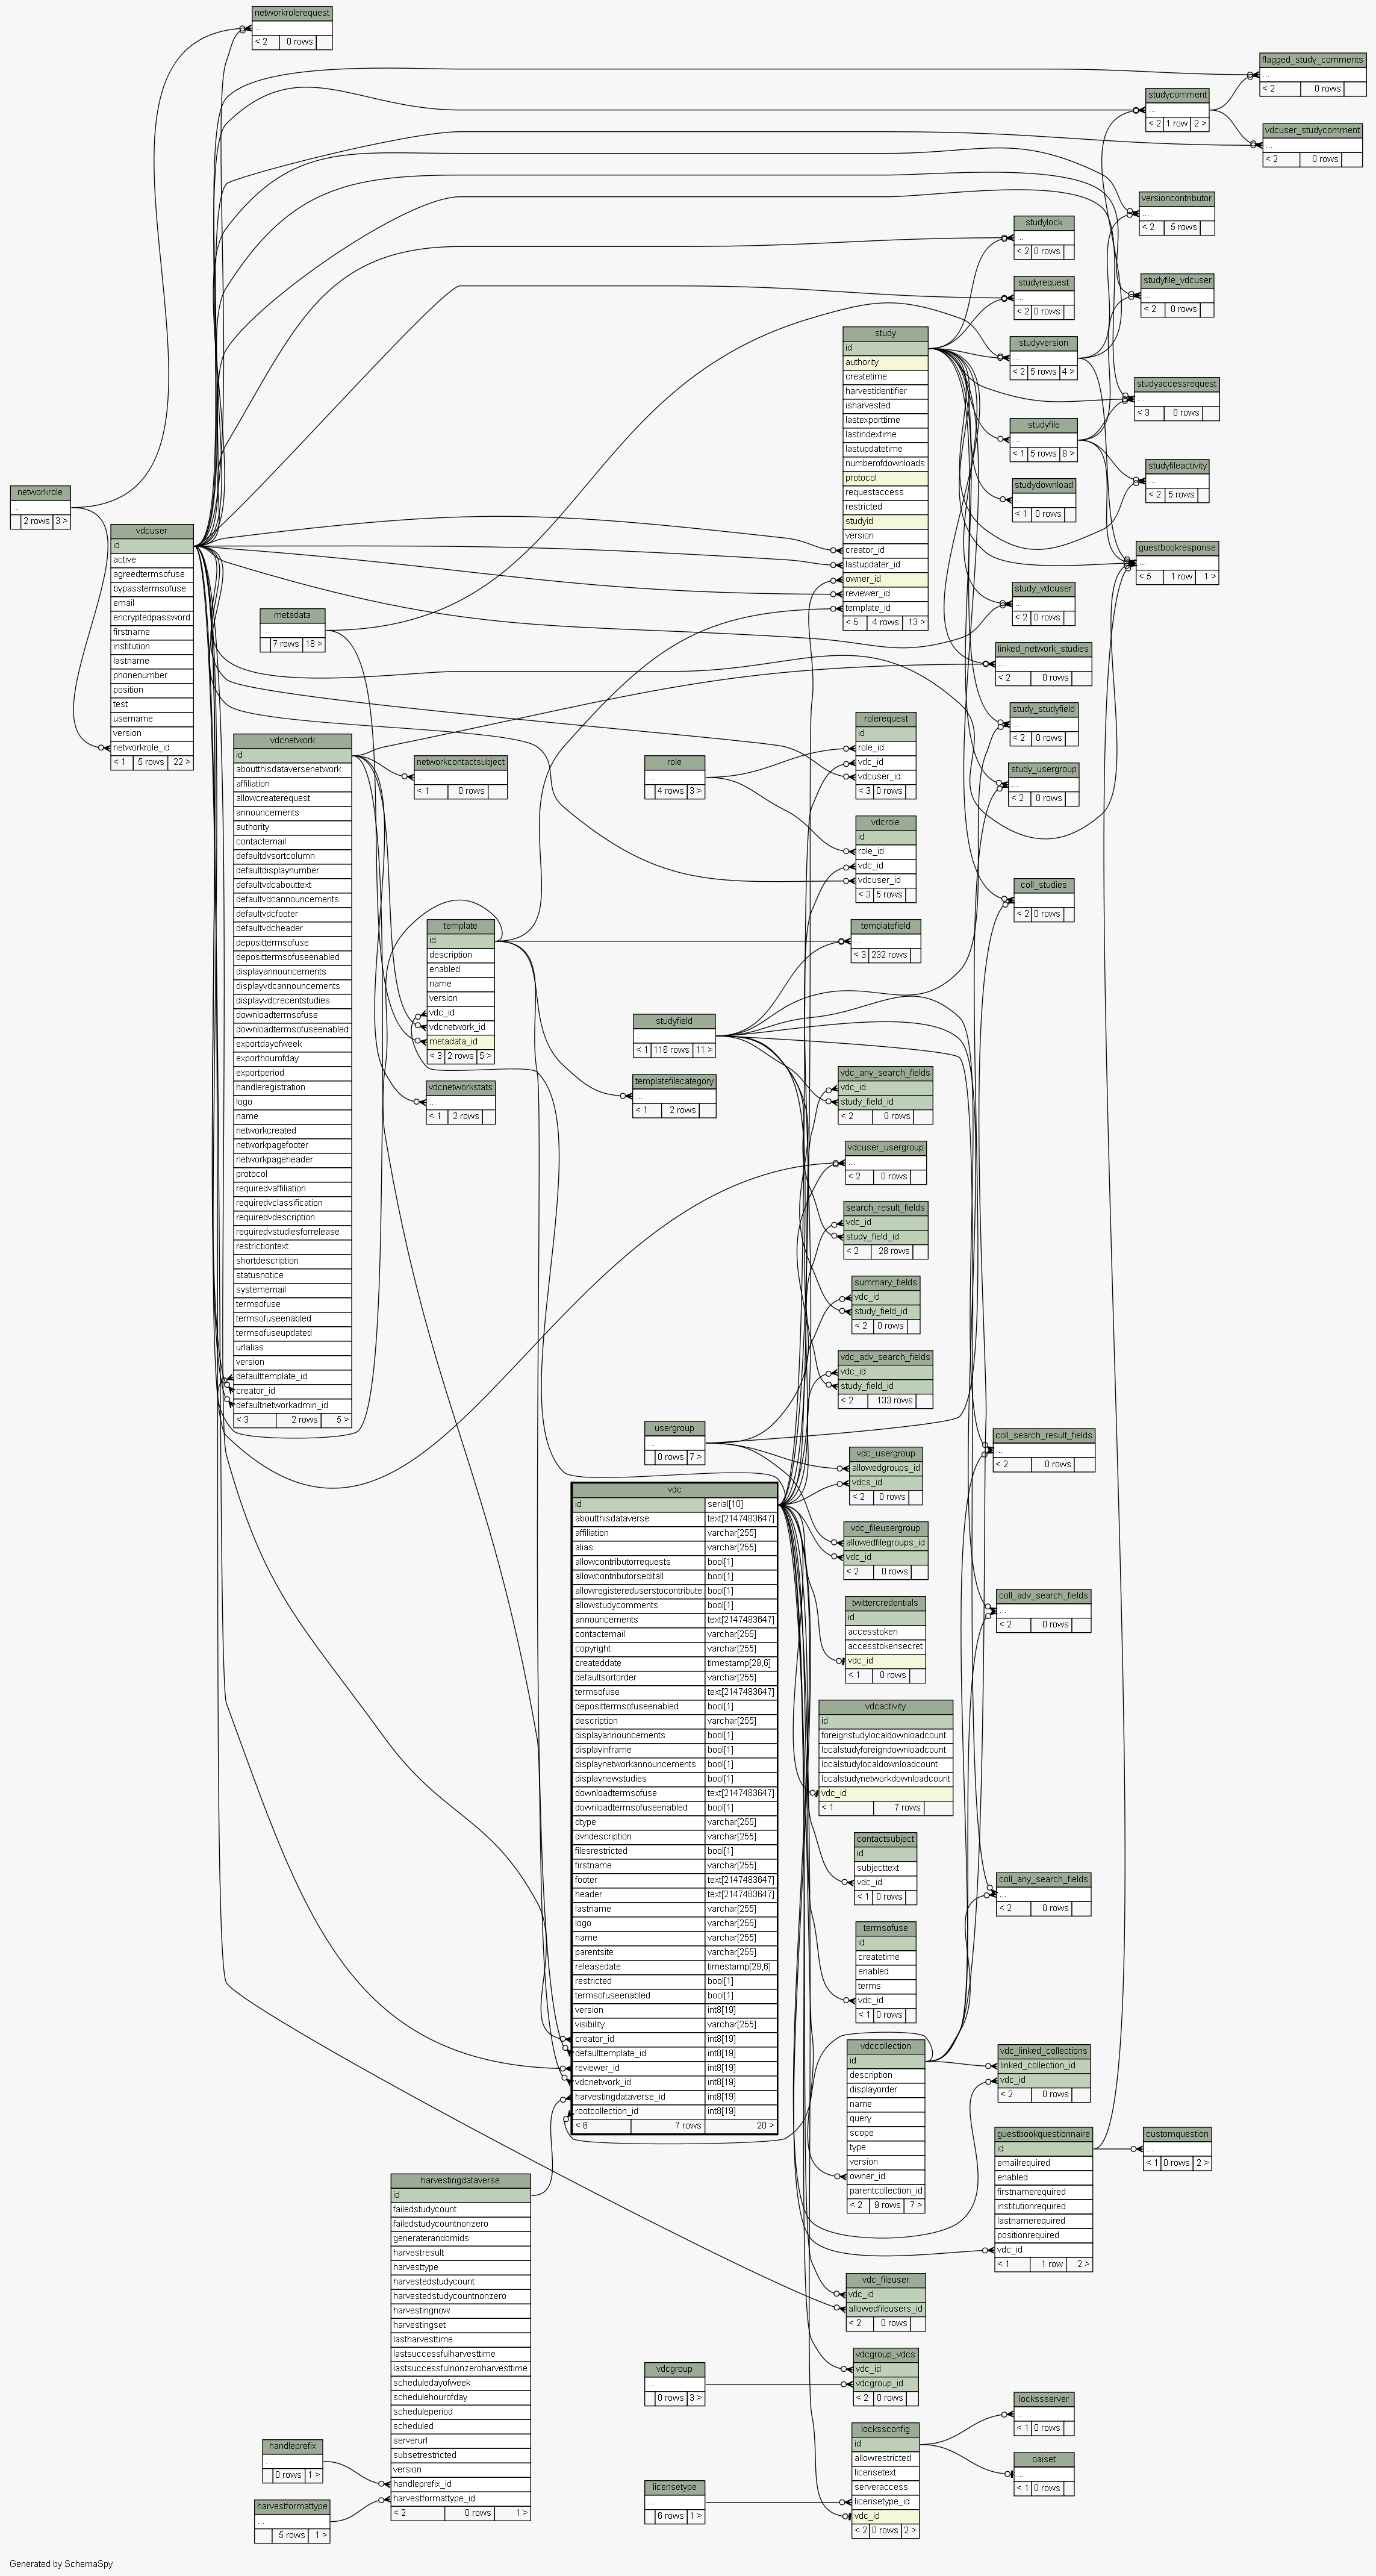 networkrolerequest
...
< 2 0 rows
flagged_study_comments
...
< 2 0 rows
studycomment
...
< 2 1 row 2 >
vdcuser_studycomment
...
< 2 0 rows
versioncontributor
...
< 2 5 rows
studylock
...
< 2 0 rows
studyfile_vdcuser
...
< 2 0 rows
studyrequest
...
< 2 0 rows
study
id
authority
createtime
harvestidentifier
isharvested
lastexporttime
lastindextime
lastupdatetime
numberofdownloads
protocol
requestaccess
restricted
studyid
version
creator_id
lastupdater_id
owner_id
reviewer_id
template_id
< 5 4 rows 13 >
studyversion
...
< 2 5 rows 4 >
studyaccessrequest
...
< 3 0 rows
studyfile
...
< 1 5 rows 8 >
studyfileactivity
...
< 2 5 rows
studydownload
...
< 1 0 rows
guestbookresponse
...
< 5 1 row 1 >
networkrole
...
2 rows 3 >
vdcuser
id
active
agreedtermsofuse
bypasstermsofuse
email
encryptedpassword
firstname
institution
lastname
phonenumber
position
test
username
version
networkrole_id
< 1 5 rows 22 >
metadata
...
7 rows 18 >
study_vdcuser
...
< 2 0 rows
linked_network_studies
...
< 2 0 rows
study_studyfield
...
< 2 0 rows
study_usergroup
...
< 2 0 rows
coll_studies
...
< 2 0 rows
vdcnetwork
id
aboutthisdataversenetwork
affiliation
allowcreaterequest
announcements
authority
contactemail
defaultdvsortcolumn
defaultdisplaynumber
defaultvdcabouttext
defaultvdcannouncements
defaultvdcfooter
defaultvdcheader
deposittermsofuse
deposittermsofuseenabled
displayannouncements
displayvdcannouncements
displayvdcrecentstudies
downloadtermsofuse
downloadtermsofuseenabled
exportdayofweek
exporthourofday
exportperiod
handleregistration
logo
name
networkcreated
networkpagefooter
networkpageheader
protocol
requiredvaffiliation
requiredvclassification
requiredvdescription
requiredvstudiesforrelease
restrictiontext
shortdescription
statusnotice
systememail
termsofuse
termsofuseenabled
termsofuseupdated
urlalias
version
defaulttemplate_id
creator_id
defaultnetworkadmin_id
< 3 2 rows 5 >
networkcontactsubject
...
< 1 0 rows
role
...
4 rows 3 >
rolerequest
id
role_id
vdc_id
vdcuser_id
< 3 0 rows
vdcrole
id
role_id
vdc_id
vdcuser_id
< 3 5 rows
template
id
description
enabled
name
version
vdc_id
vdcnetwork_id
metadata_id
< 3 2 rows 5 >
templatefield
...
< 3 232 rows
studyfield
...
< 1 116 rows 11 >
vdcnetworkstats
...
< 1 2 rows
templatefilecategory
...
< 1 2 rows
vdc_any_search_fields
vdc_id
study_field_id
< 2 0 rows
vdcuser_usergroup
...
< 2 0 rows
search_result_fields
vdc_id
study_field_id
< 2 28 rows
summary_fields
vdc_id
study_field_id
< 2 0 rows
vdc_adv_search_fields
vdc_id
study_field_id
< 2 133 rows
usergroup
...
0 rows 7 >
vdc_usergroup
allowedgroups_id
vdcs_id
< 2 0 rows
coll_search_result_fields
...
< 2 0 rows
vdc_fileusergroup
allowedfilegroups_id
vdc_id
< 2 0 rows
coll_adv_search_fields
...
< 2 0 rows
twittercredentials
id
accesstoken
accesstokensecret
vdc_id
< 1 0 rows
vdc
id serial[10]
aboutthisdataverse text[2147483647]
affiliation varchar[255]
alias varchar[255]
allowcontributorrequests bool[1]
allowcontributorseditall bool[1]
allowregistereduserstocontribute bool[1]
allowstudycomments bool[1]
announcements text[2147483647]
contactemail varchar[255]
copyright varchar[255]
createddate timestamp[29,6]
defaultsortorder varchar[255]
termsofuse text[2147483647]
deposittermsofuseenabled bool[1]
description varchar[255]
displayannouncements bool[1]
displayinframe bool[1]
displaynetworkannouncements bool[1]
displaynewstudies bool[1]
downloadtermsofuse text[2147483647]
downloadtermsofuseenabled bool[1]
dtype varchar[255]
dvndescription varchar[255]
filesrestricted bool[1]
firstname varchar[255]
footer text[2147483647]
header text[2147483647]
lastname varchar[255]
logo varchar[255]
name varchar[255]
parentsite varchar[255]
releasedate timestamp[29,6]
restricted bool[1]
termsofuseenabled bool[1]
version int8[19]
visibility varchar[255]
creator_id int8[19]
defaulttemplate_id int8[19]
reviewer_id int8[19]
vdcnetwork_id int8[19]
harvestingdataverse_id int8[19]
rootcollection_id int8[19]
< 6 7 rows 20 >
vdcactivity
id
foreignstudylocaldownloadcount
localstudyforeigndownloadcount
localstudylocaldownloadcount
localstudynetworkdownloadcount
vdc_id
< 1 7 rows
contactsubject
id
subjecttext
vdc_id
< 1 0 rows
coll_any_search_fields
...
< 2 0 rows
termsofuse
id
createtime
enabled
terms
vdc_id
< 1 0 rows
vdccollection
id
description
displayorder
name
query
scope
type
version
owner_id
parentcollection_id
< 2 9 rows 7 >
vdc_linked_collections
linked_collection_id
vdc_id
< 2 0 rows
guestbookquestionnaire
id
emailrequired
enabled
firstnamerequired
institutionrequired
lastnamerequired
positionrequired
vdc_id
< 1 1 row 2 >
customquestion
...
< 1 0 rows 2 >
harvestingdataverse
id
failedstudycount
failedstudycountnonzero
generaterandomids
harvestresult
harvesttype
harvestedstudycount
harvestedstudycountnonzero
harvestingnow
harvestingset
lastharvesttime
lastsuccessfulharvesttime
lastsuccessfulnonzeroharvesttime
scheduledayofweek
schedulehourofday
scheduleperiod
scheduled
serverurl
subsetrestricted
version
handleprefix_id
harvestformattype_id
< 2 0 rows 1 >
vdc_fileuser
vdc_id
allowedfileusers_id
< 2 0 rows
vdcgroup
...
0 rows 3 >
vdcgroup_vdcs
vdc_id
vdcgroup_id
< 2 0 rows
lockssserver
...
< 1 0 rows
lockssconfig
id
allowrestricted
licensetext
serveraccess
licensetype_id
vdc_id
< 2 0 rows 2 >
oaiset
...
< 1 0 rows
handleprefix
...
0 rows 1 >
licensetype
...
6 rows 1 >
harvestformattype
...
5 rows 1 >
Generated by SchemaSpy